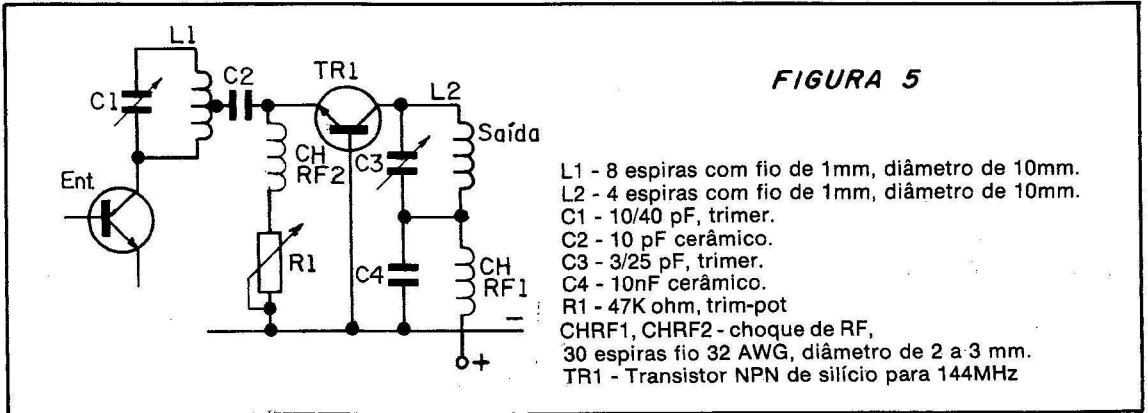 L1
C1
C2
TR1
L2
Saída
CH
RF2
C3
Ent.
R1
C4
CH
RF1
–
+
FIGURA 5
L1 - 8 espiras com fio de 1mm, diâmetro de 10mm.
L2 - 4 espiras com fio de 1mm, diâmetro de 10mm.
C1 - 10/40 pF, trimer.
C2 - 10 pF cerâmico.
C3 - 3/25 pF, trimer.
C4 - 10nF cerâmico.
R1 - 47K ohm, trim-pot
CHRF1, CHRF2 - choque de RF,
30 espiras fio 32 AWG, diâmetro de 2 a 3 mm.
TR1 - Transistor NPN de silício para 144MHz